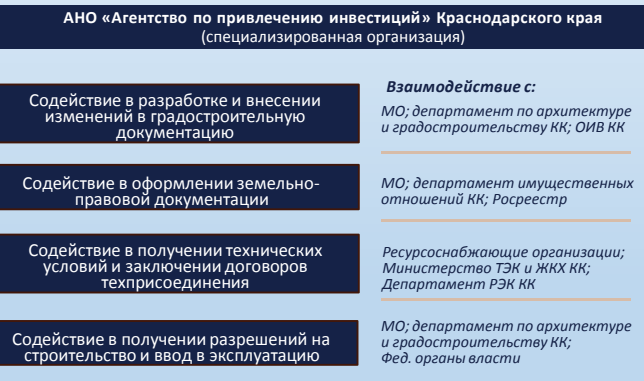 АНО «Агентство по привлечению инвестиций» Краснодарского края
(специализированная организация)
Взаимодействие с:
Содействие в разработке и внесении
изменений в градостроительную
документацию
МО; департамент по архитектуре
и градостроительству КК; ОИВ КК
Содействие в оформлении земельно-
правовой документации
МО; департамент имущественных
отношений КК; Росреестр
Содействие в получении технических
условий и заключении договоров
техприсоединения
Ресурсоснабжающие организации;
Министерство ТЭК и ЖКХ КК;
Департамент РЭК КК
Содействие в получении разрешений на
строительство и ввод в эксплуатацию
МО; департамент по архитектуре
и градостроительству КК;
Фед. органы власти